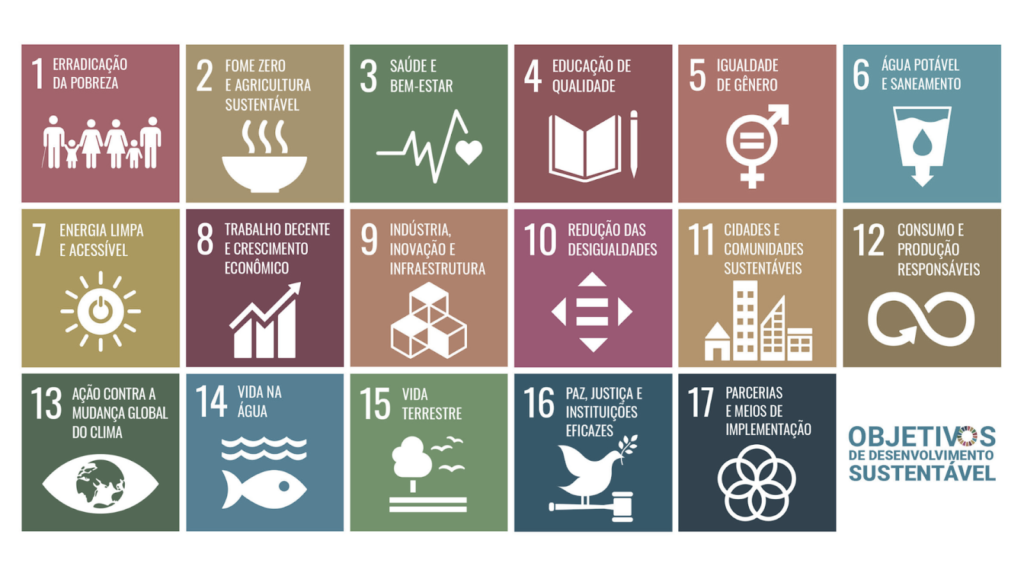 1 ERRADICAÇÃO
DA POBREZA
2 FOME ZERO
E AGRICULTURA
SUSTENTÁVEL
3 SAÚDE E
BEM-ESTAR
4 EDUCAÇÃO DE
QUALIDADE
5 IGUALDADE
DE GÊNERO
6 ÁGUA POTÁVEL
E SANEAMENTO
7 ENERGIA LIMPA
E ACESSÍVEL
8 TRABALHO DECENTE
E CRESCIMENTO
ECONÔMICO
9 INDÚSTRIA,
INOVAÇÃO E
INFRAESTRUTURA
10 REDUÇÃO DAS
DESIGUALDADES
11 CIDADES E
COMUNIDADES
SUSTENTÁVEIS
12 CONSUMO E
PRODUÇÃO
RESPONSÁVEIS
13 AÇÃO CONTRA A
MUDANÇA GLOBAL
DO CLIMA
14 VIDA NA
ÁGUA
15 VIDA
TERRESTRE
16 PAZ, JUSTIÇA E
INSTITUIÇÕES
EFICAZES
17 PARCERIAS
E MEIOS DE
IMPLEMENTAÇÃO
OBJETIVOS
DE DESENVOLVIMENTO
SUSTENTÁVEL